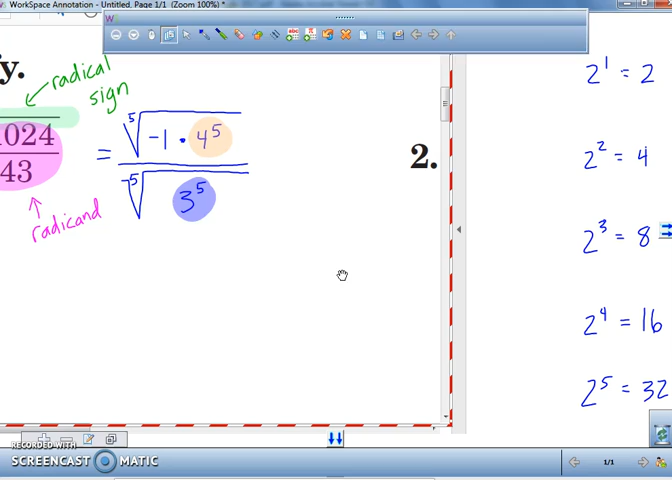 WorkSpace Annotation - Untitled. Page 1/1 (Zoom 100%) *
y.
radical
sign
1024
43
radicand
= ⁵√-1 · 4⁵
⁵√3⁵
2.
2¹ = 2
2² = 4
2³ = 8
2⁴ = 16
2⁵ = 32
RECORDED WITH
SCREENCAST MATIC
1/1